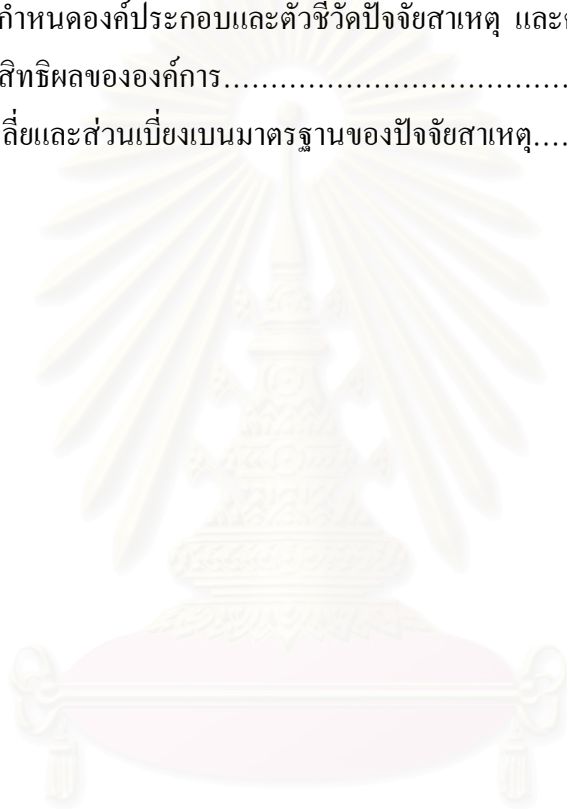 กำหนดองค์ประกอบและตัวชี้วัดปัจจัยสาเหตุ และ
สิทธิผลขององค์การ......................................
ลี่ยและส่วนเบี่ยงเบนมาตรฐานของปัจจัยสาเหตุ....